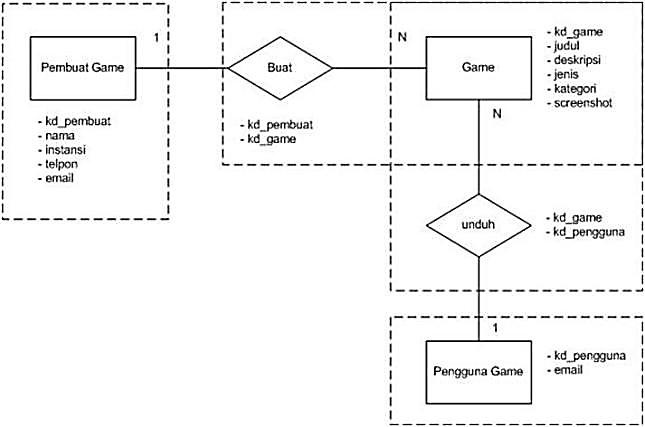 1
Pembuat Game
- kd_pembuat
- nama
- instansi
- telpon
- email
Buat
- kd_pembuat
- kd_game
N
Game
N
- kd_game
- judul
- deskripsi
- jenis
- kategori
- screenshot
unduh
- kd_game
- kd_pengguna
1
Pengguna Game
- kd_pengguna
- email